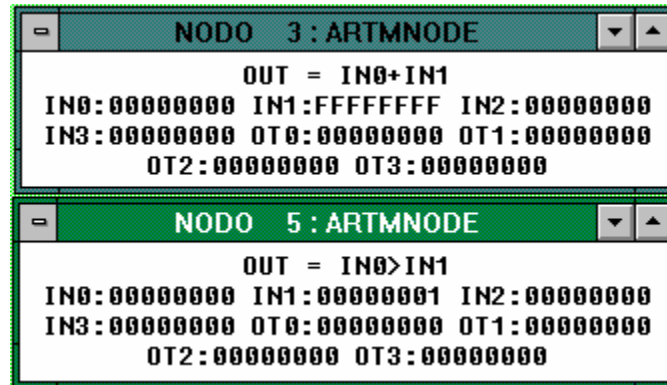 NODO 3:ARTMNODE
OUT = IN0+IN1
IN0:00000000 IN1:FFFFFFFF IN2:00000000
IN3:00000000 OT0:00000000 OT1:00000000
OT2:00000000 OT3:00000000
NODO 5:ARTMNODE
OUT = IN0>IN1
IN0:00000000 IN1:00000001 IN2:00000000
IN3:00000000 OT0:00000000 OT1:00000000
OT2:00000000 OT3:00000000